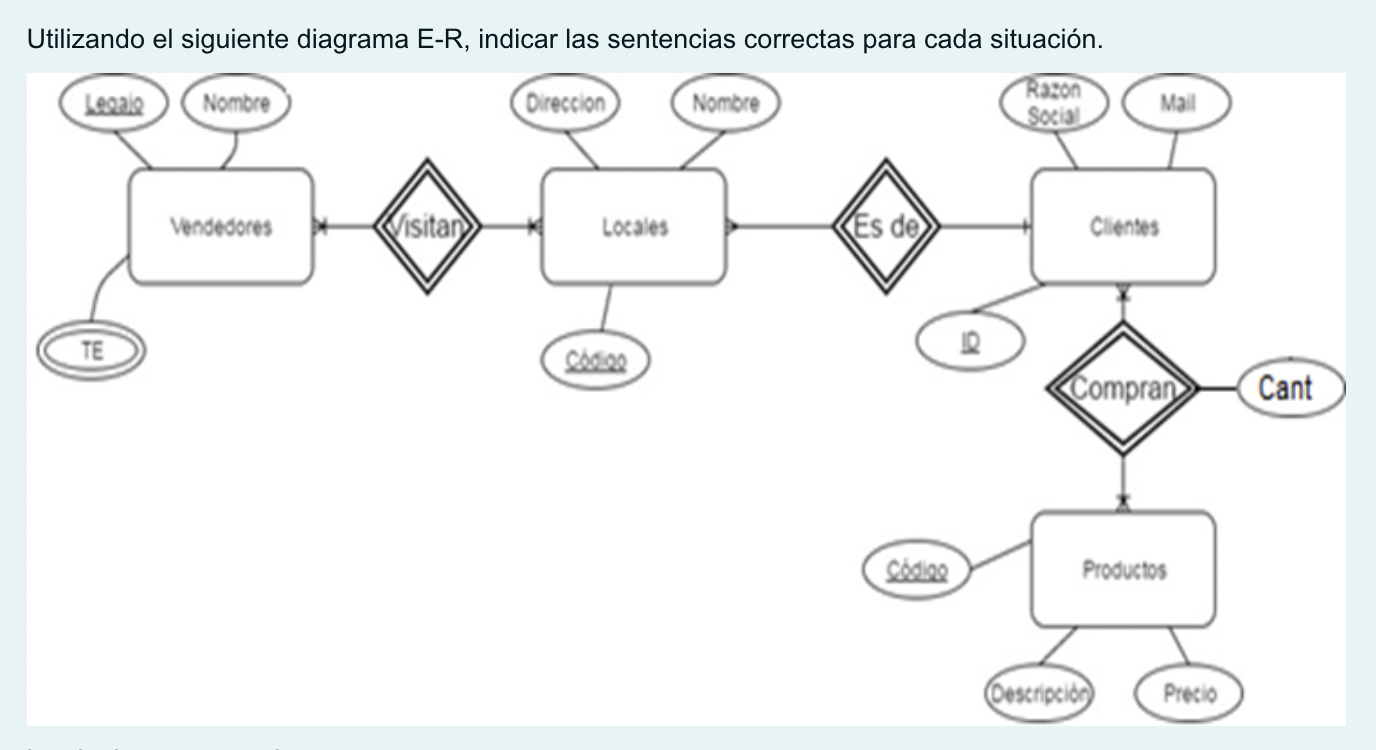 Utilizando el siguiente diagrama E-R, indicar las sentencias correctas para cada situación.
Legajo
Nombre
Direccion
Nombre
Razon
Social
Mail
Vendedores
Visitan
Locales
Es de
Clientes
TE
Código
ID
Compran
Cant
Código
Productos
Descripción
Precio